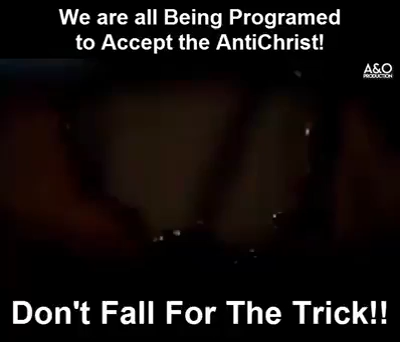 We are all Being Programed
to Accept the AntiChrist!
A&O
PRODUCTION
Don't Fall For The Trick!!